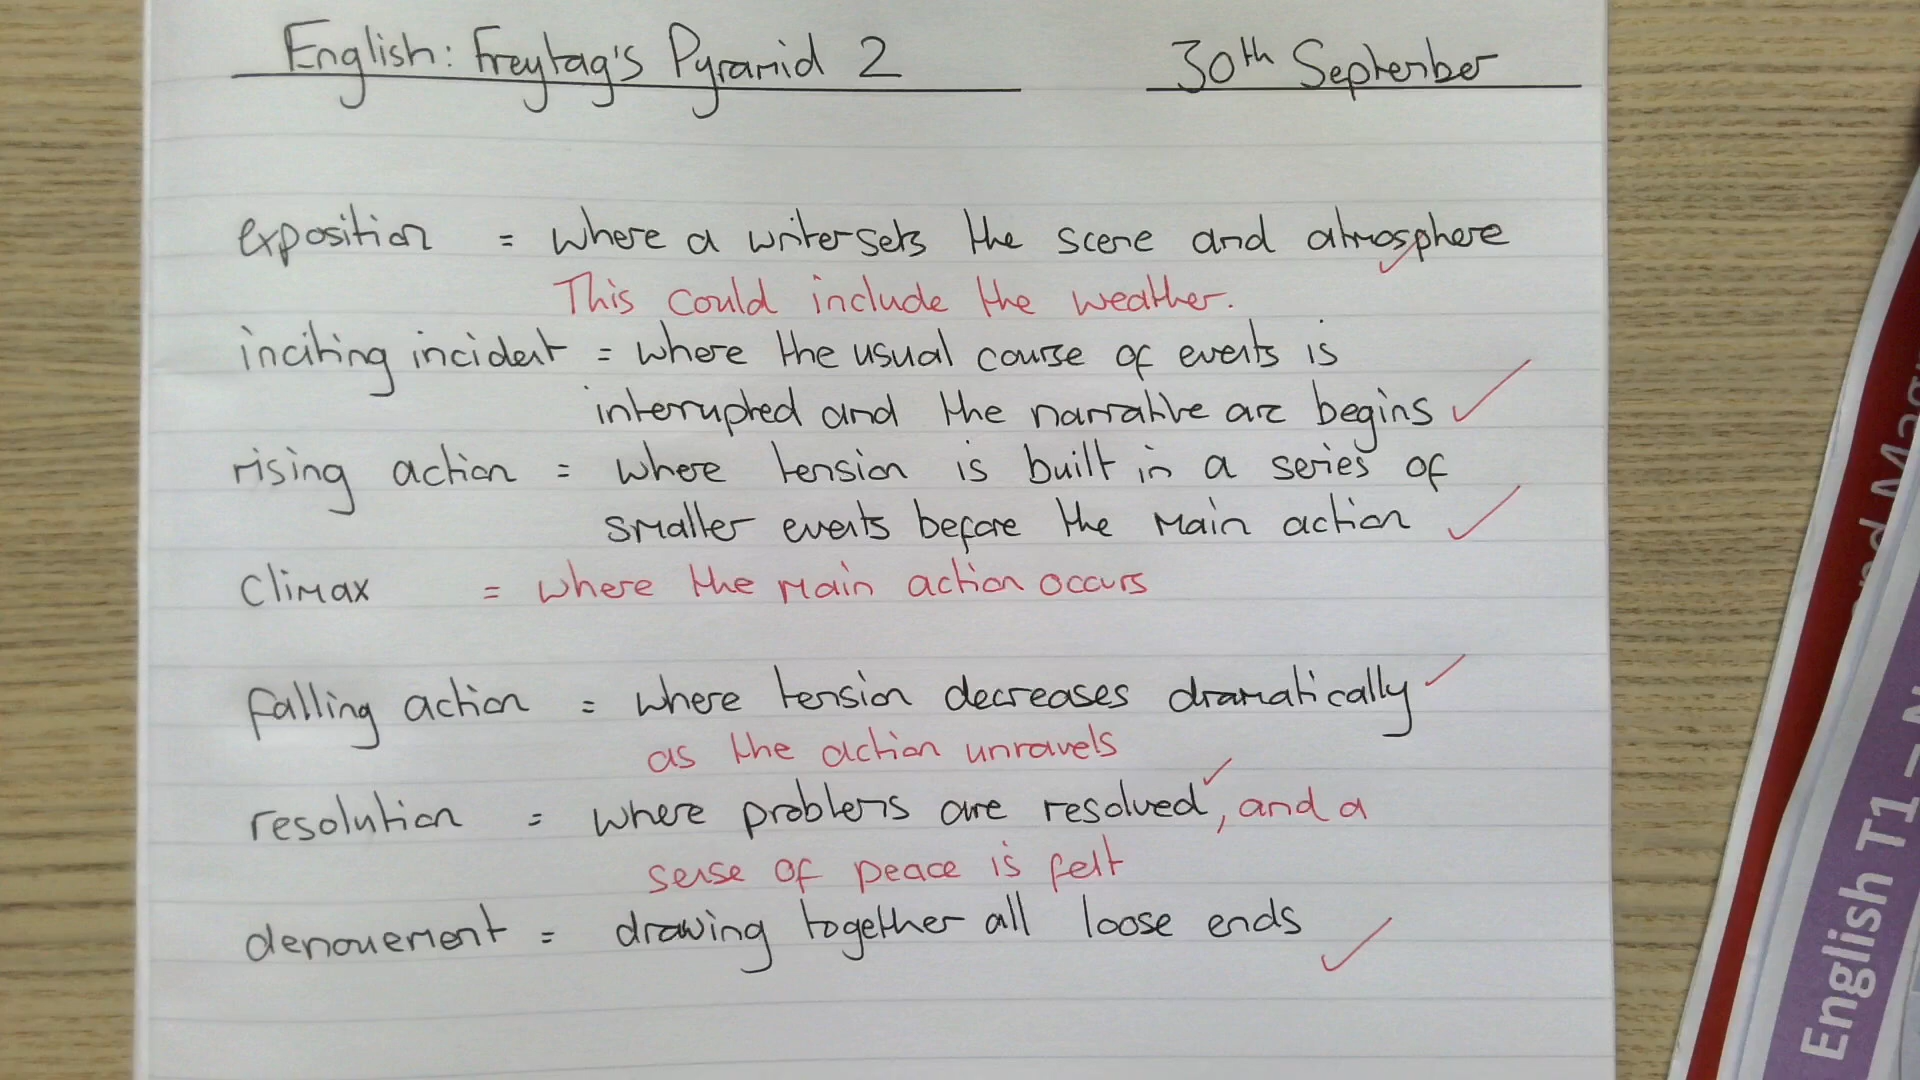 English: Freytag's Pyramid 2 30th September
exposition = where a writer sets the scene and atmosphere
This could include the weather.
inciting incident = where the usual course of events is
interrupted and the narrative arc begins
rising action = where tension is built in a series of
smaller events before the main action
Climax = where the main action occurs
falling action = where tension decreases dramatically
as the action unravels
resolution = where problems are resolved, and a
sense of peace is felt
denouement = drawing together all loose ends
English T1 -